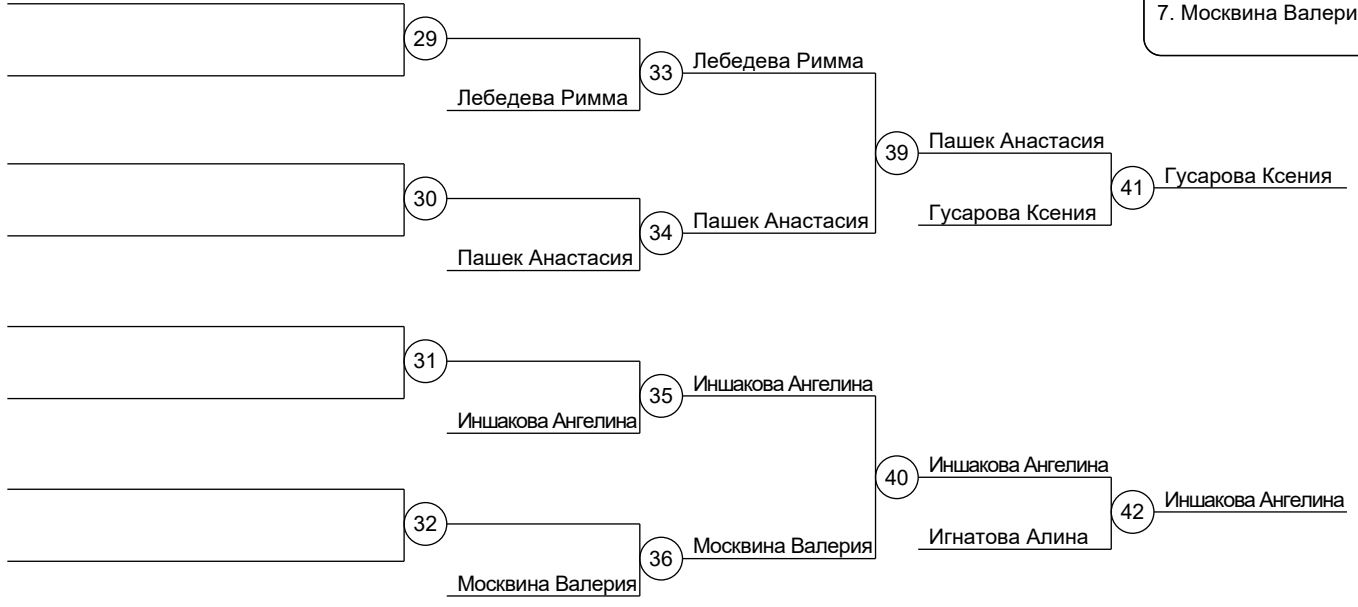 7. Москвина Валери
29
33
Лебедева Римма
Лебедева Римма
39
Пашек Анастасия
41
Гусарова Ксения
30
34
Пашек Анастасия
Гусарова Ксения
Пашек Анастасия
31
35
Иншакова Ангелина
Иншакова Ангелина
40
Иншакова Ангелина
42
Иншакова Ангелина
32
36
Москвина Валерия
Игнатова Алина
Москвина Валерия